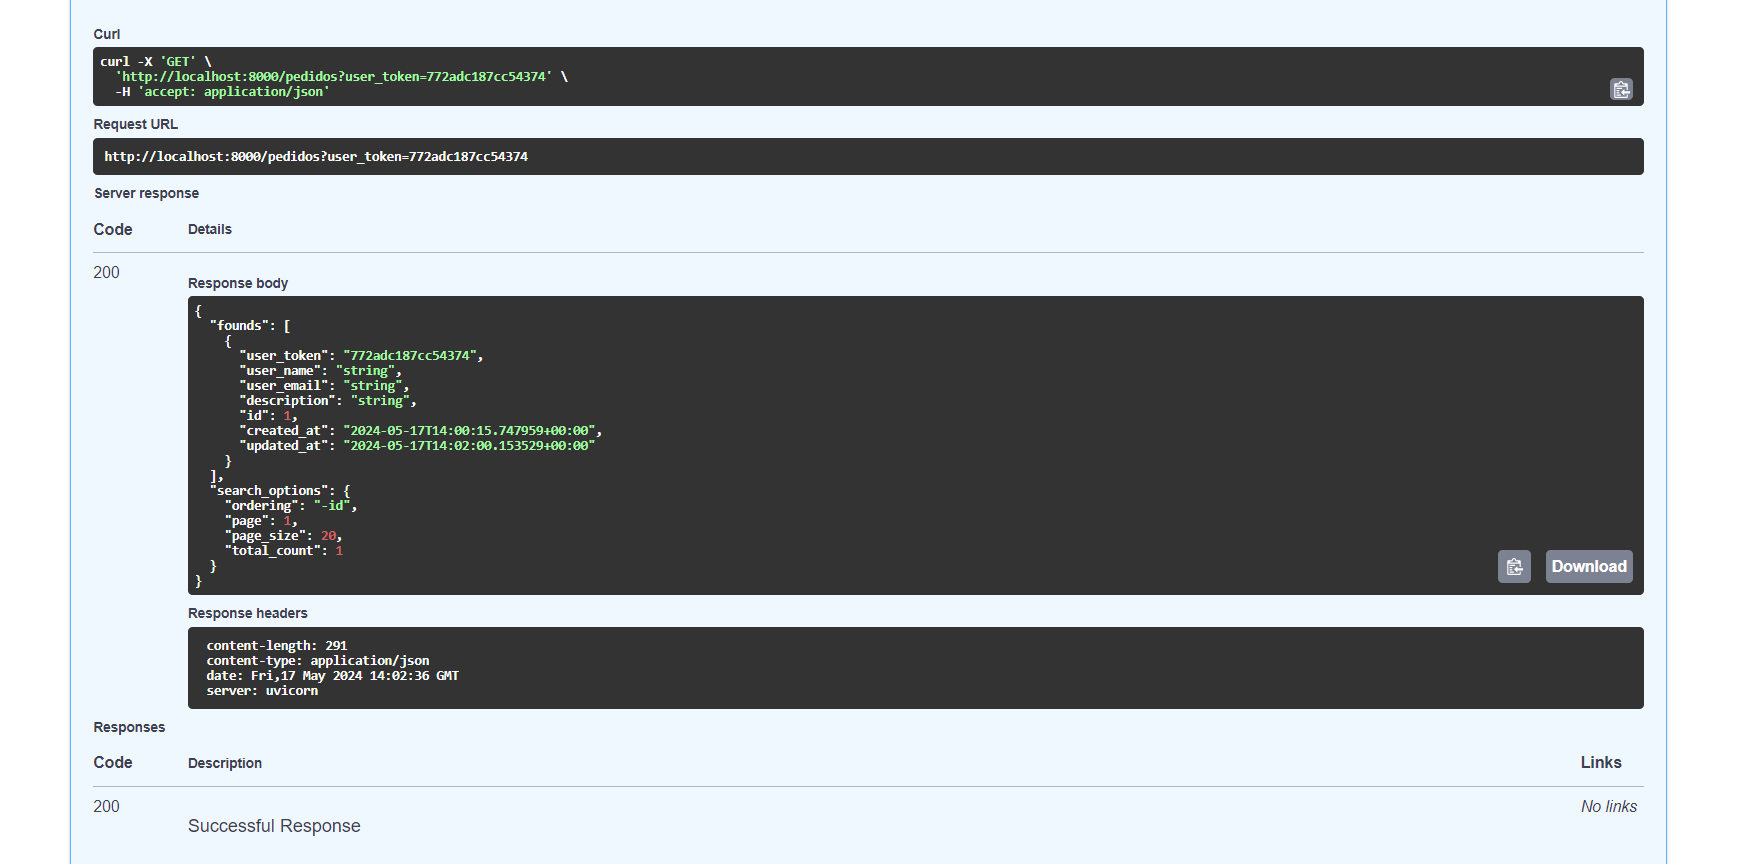 Curl
curl -X 'GET' \
  'http://localhost:8000/pedidos?user_token=772adc187cc54374' \
  -H 'accept: application/json'
Request URL
http://localhost:8000/pedidos?user_token=772adc187cc54374
Server response
Code Details
200
Response body
{
  "founds": [
    {
      "user_token": "772adc187cc54374",
      "user_name": "string",
      "user_email": "string",
      "description": "string",
      "id": 1,
      "created_at": "2024-05-17T14:00:15.747959+00:00",
      "updated_at": "2024-05-17T14:02:00.153529+00:00"
    }
  ],
  "search_options": {
    "ordering": "-id",
    "page": 1,
    "page_size": 20,
    "total_count": 1
  }
}
Download
Response headers
content-length: 291
content-type: application/json
date: Fri,17 May 2024 14:02:36 GMT
server: uvicorn
Responses
Code Description Links
200 No links
Successful Response